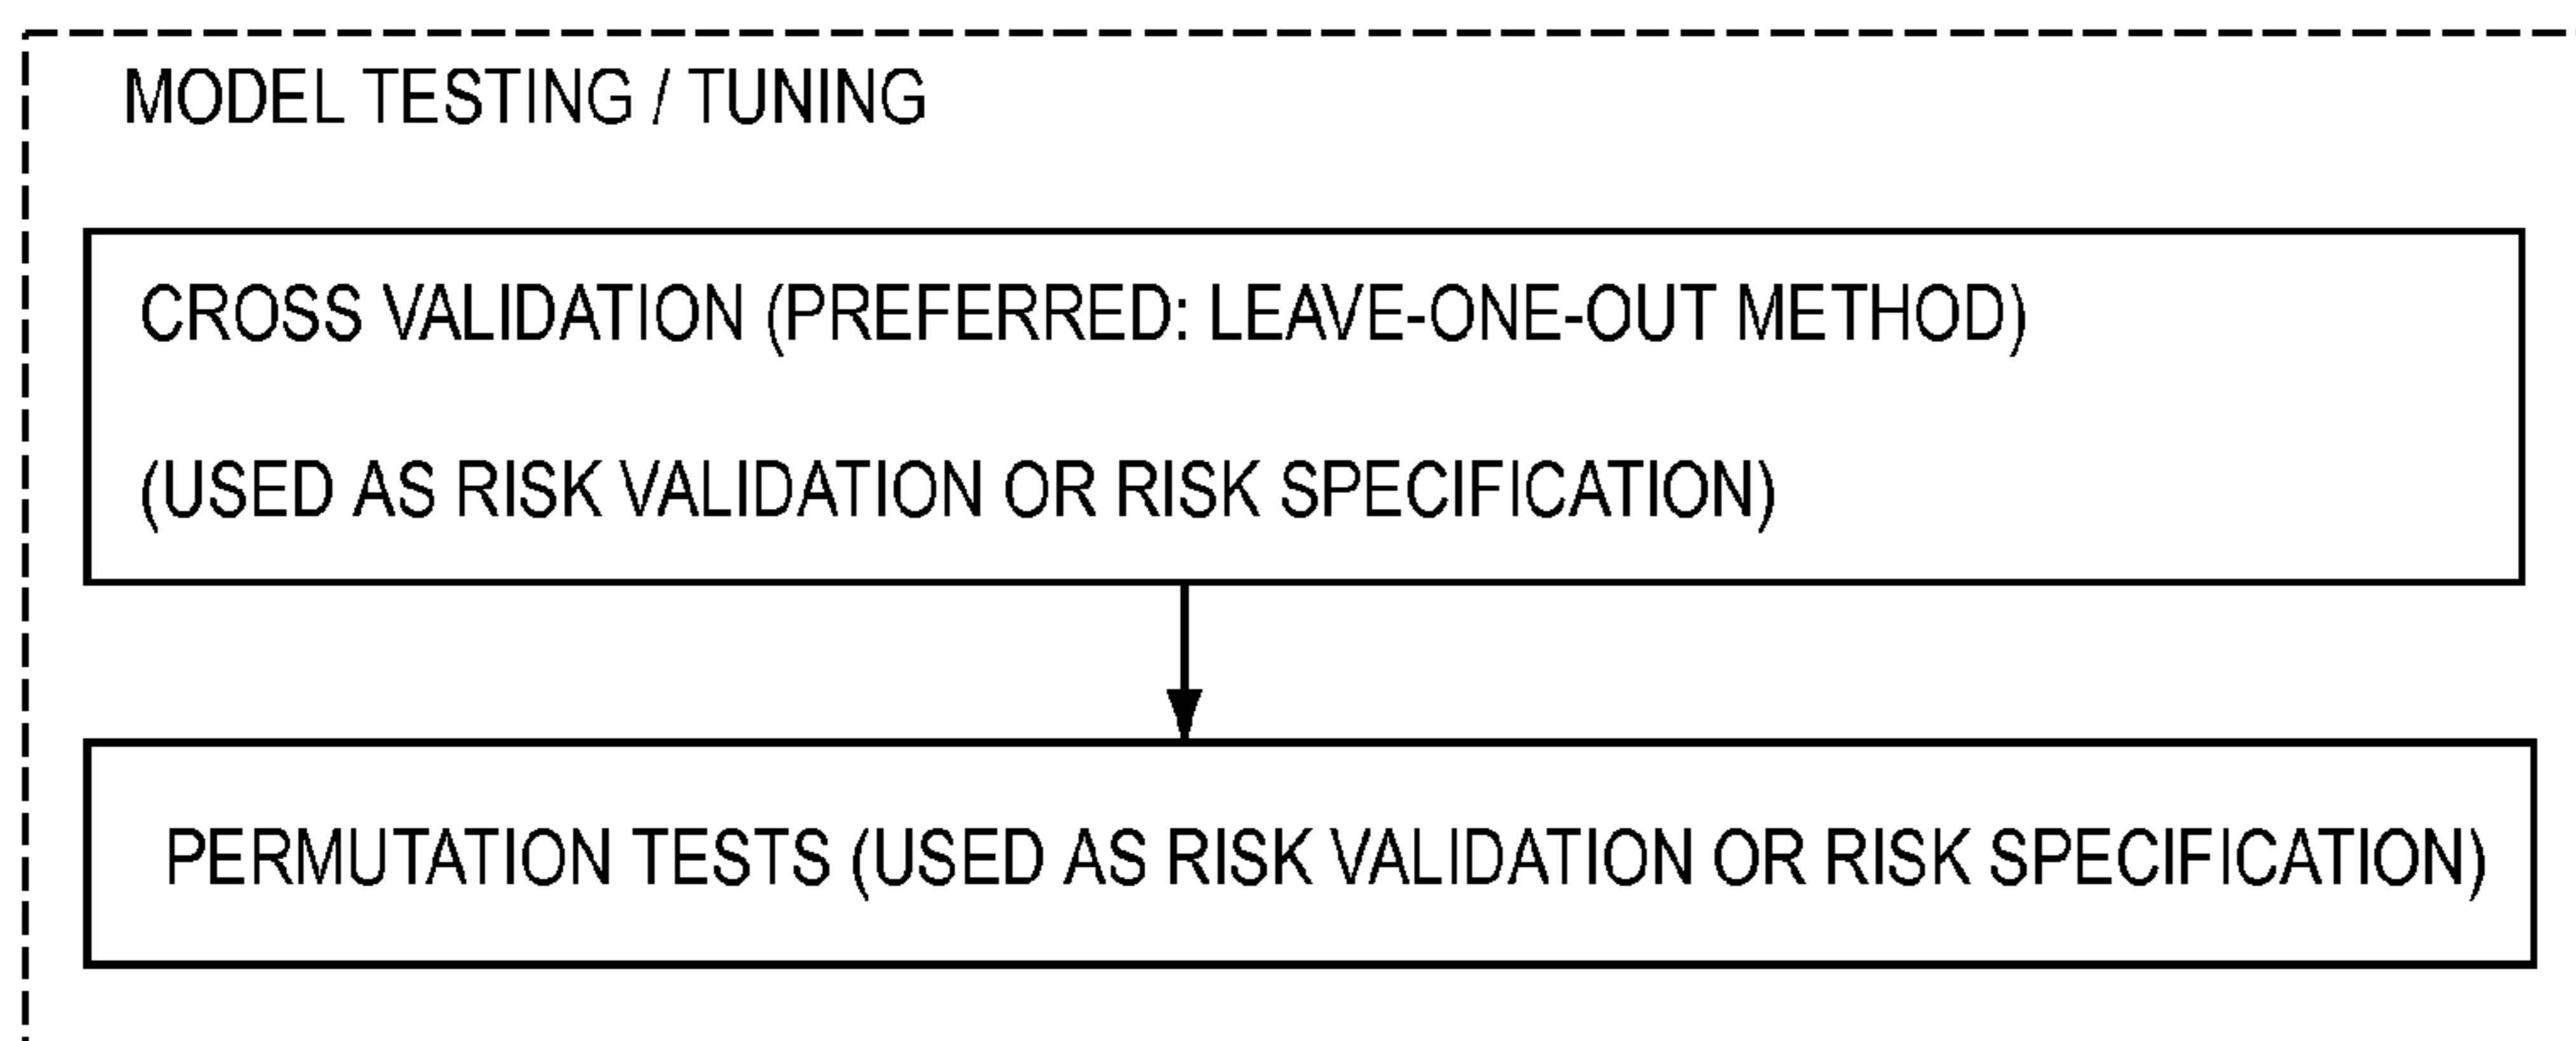 MODEL TESTING / TUNING
CROSS VALIDATION (PREFERRED: LEAVE-ONE-OUT METHOD)
(USED AS RISK VALIDATION OR RISK SPECIFICATION)
PERMUTATION TESTS (USED AS RISK VALIDATION OR RISK SPECIFICATION)